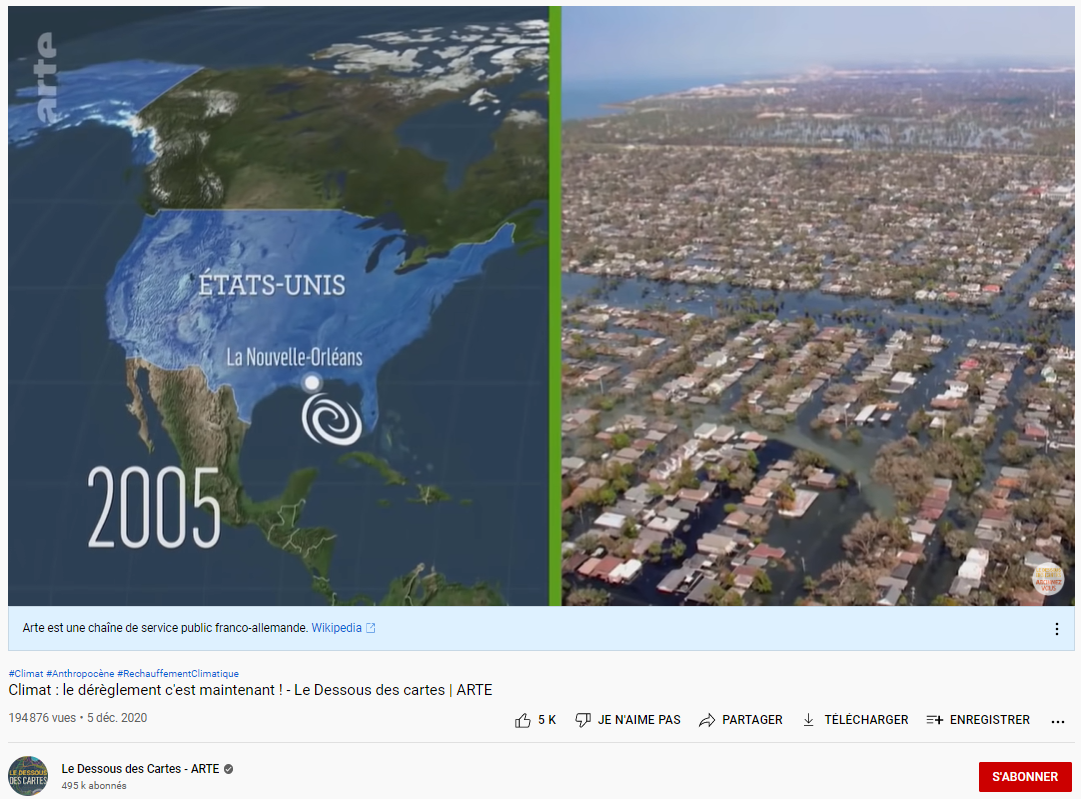 arte
ÉTATS-UNIS
La Nouvelle-Orléans
2005
ABONNEZ
VOUS
Arte est une chaîne de service public franco-allemande. Wikipedia
#Climat #Anthropocène #RechauffementClimatique
Climat : le dérèglement c'est maintenant ! - Le Dessous des cartes | ARTE
194 876 vues • 5 déc. 2020
5 K
JE N'AIME PAS
PARTAGER
TÉLÉCHARGER
ENREGISTRER
LE DESSOUS
DES CARTES
Le Dessous des Cartes - ARTE
495 k abonnés
S'ABONNER